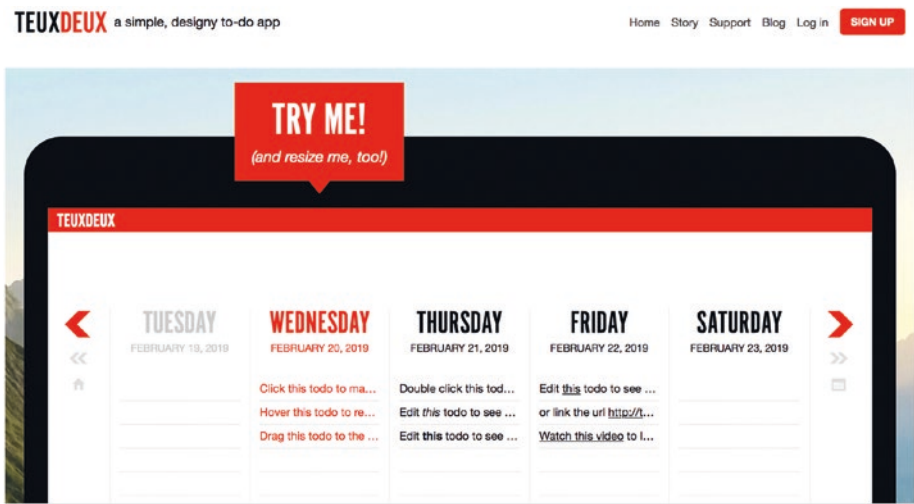 TEUXDEUX a simple, designy to-do app
Home Story Support Blog Log in SIGN UP
TRY ME!
(and resize me, too!)
TEUXDEUX
TUESDAY
FEBRUARY 19, 2019
WEDNESDAY
FEBRUARY 20, 2019
Click this todo to ma...
Hover this todo to re...
Drag this todo to the ...
THURSDAY
FEBRUARY 21, 2019
Double click this tod...
Edit this todo to see ...
Edit this todo to see ...
FRIDAY
FEBRUARY 22, 2019
Edit this todo to see ...
or link the url http://t...
Watch this video to l...
SATURDAY
FEBRUARY 23, 2019